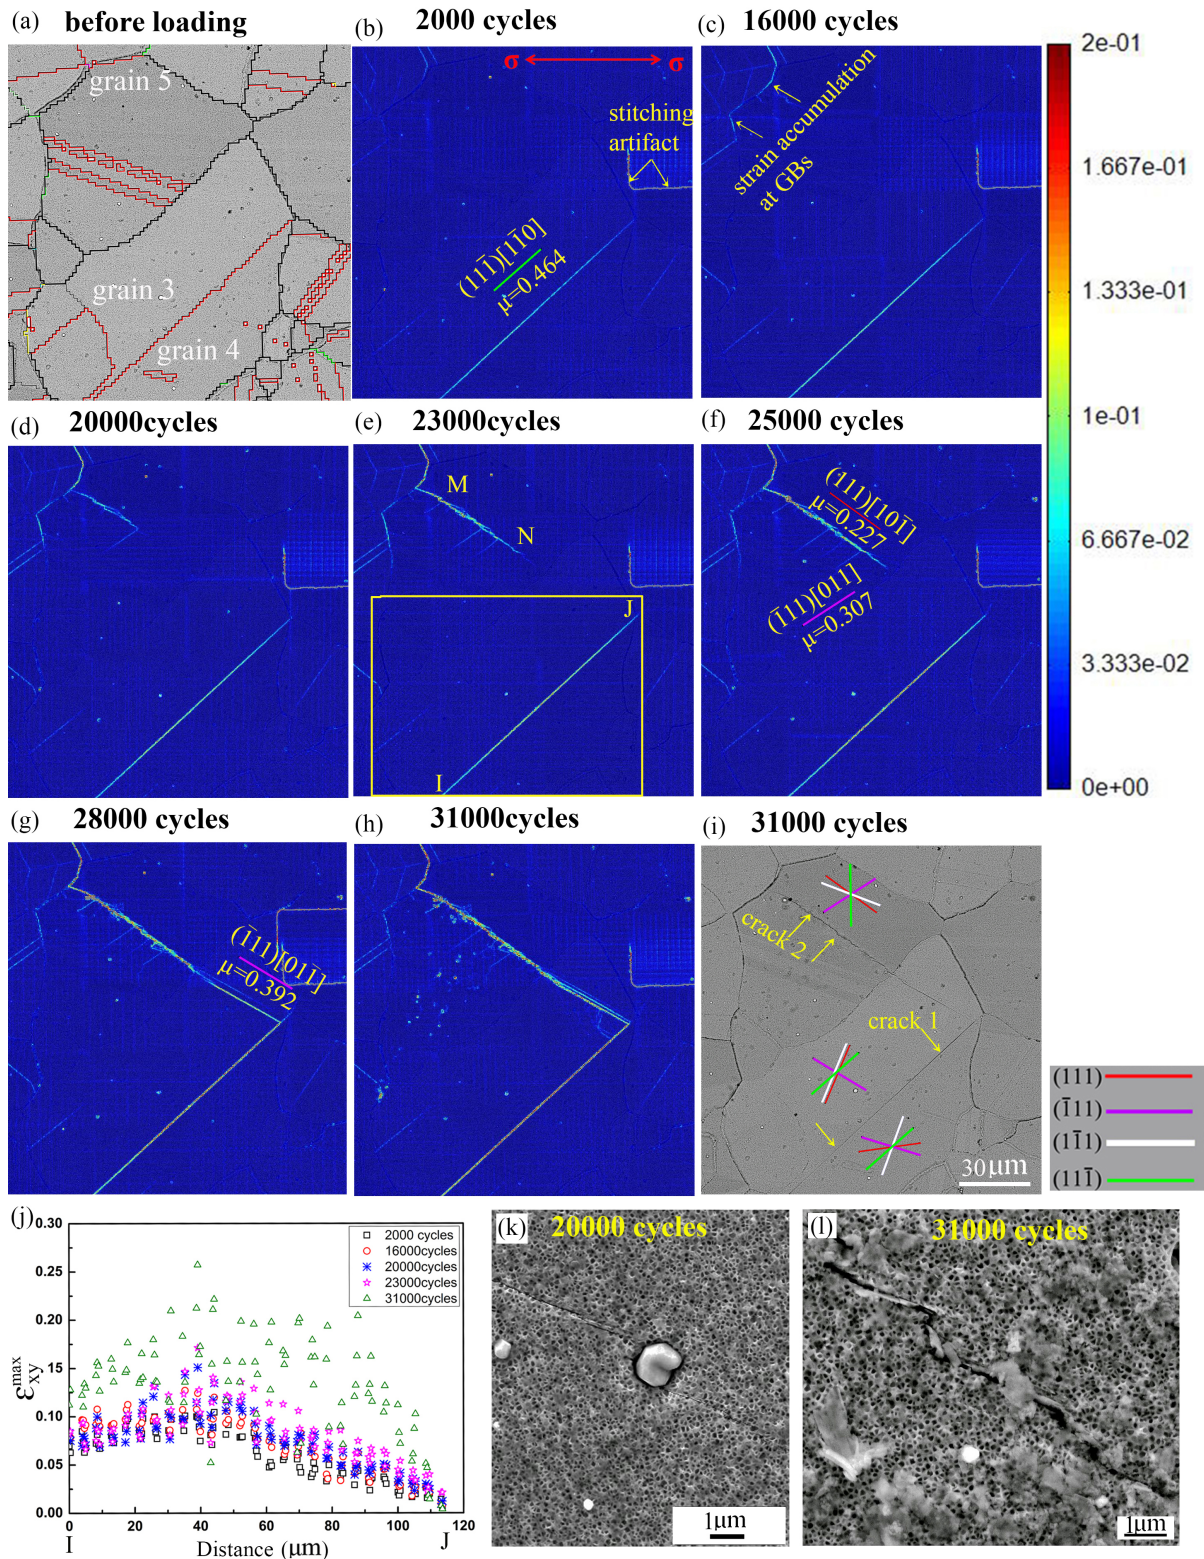 (a) before loading
grain 5
grain 3
grain 4
(b) 2000 cycles
σ σ
stitching
artifact
(11̅1̅)[11̅0]
μ=0.464
(c) 16000 cycles
strain accumulation
at GBs
2e-01
1.667e-01
1.333e-01
1e-01
6.667e-02
3.333e-02
0e+00
(d) 20000cycles
(e) 23000cycles
M
N
J
I
(f) 25000 cycles
(111)[101̅]
μ=0.227
(1̅11)[011]
μ=0.307
(g) 28000 cycles
(1̅11)[011̅]
μ=0.392
(h) 31000cycles
(i) 31000 cycles
crack 2
crack 1
30μm
(111)
(1̅11)
(11̅1)
(111̅)
(j)
0.30
0.25
0.20
0.15
0.10
0.05
0.00
εxy^max
2000 cycles
16000cycles
20000cycles
23000cycles
31000cycles
0 20 40 60 80 100 120
I Distance (μm) J
(k) 20000 cycles
1μm
(l) 31000 cycles
1μm